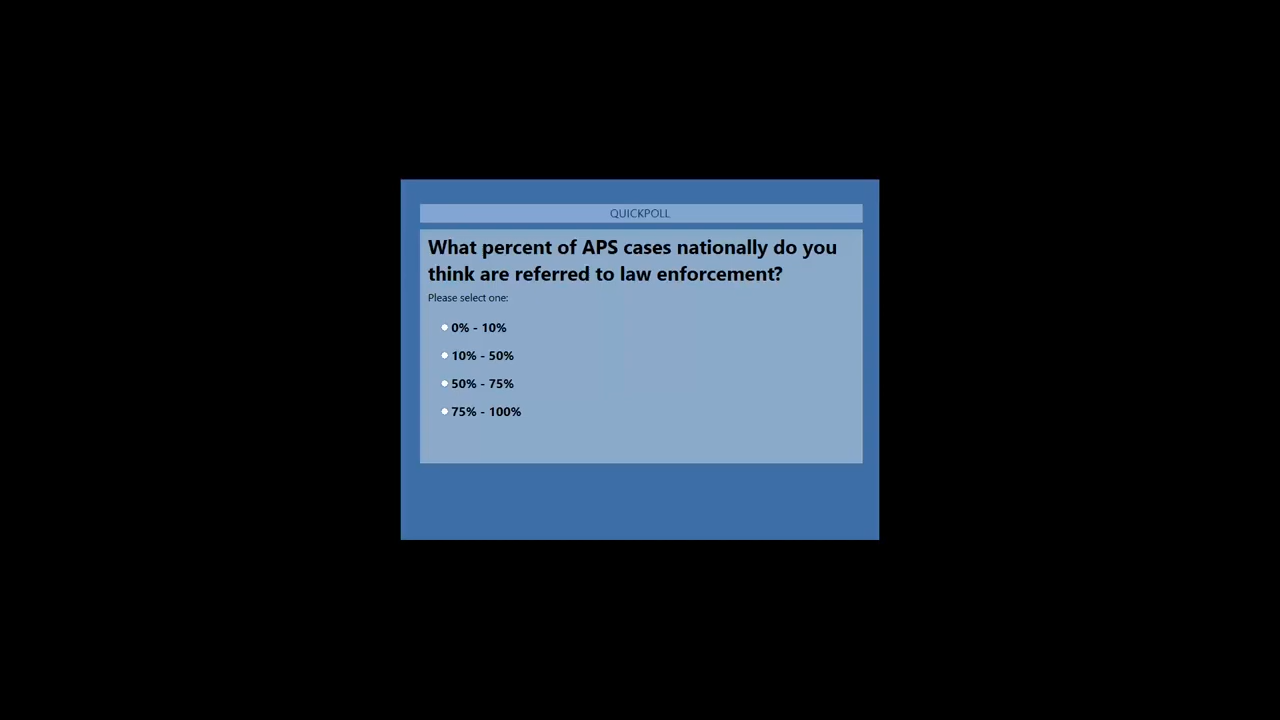 QUICKPOLL
What percent of APS cases nationally do you
think are referred to law enforcement?
Please select one:
0% - 10%
10% - 50%
50% - 75%
75% - 100%